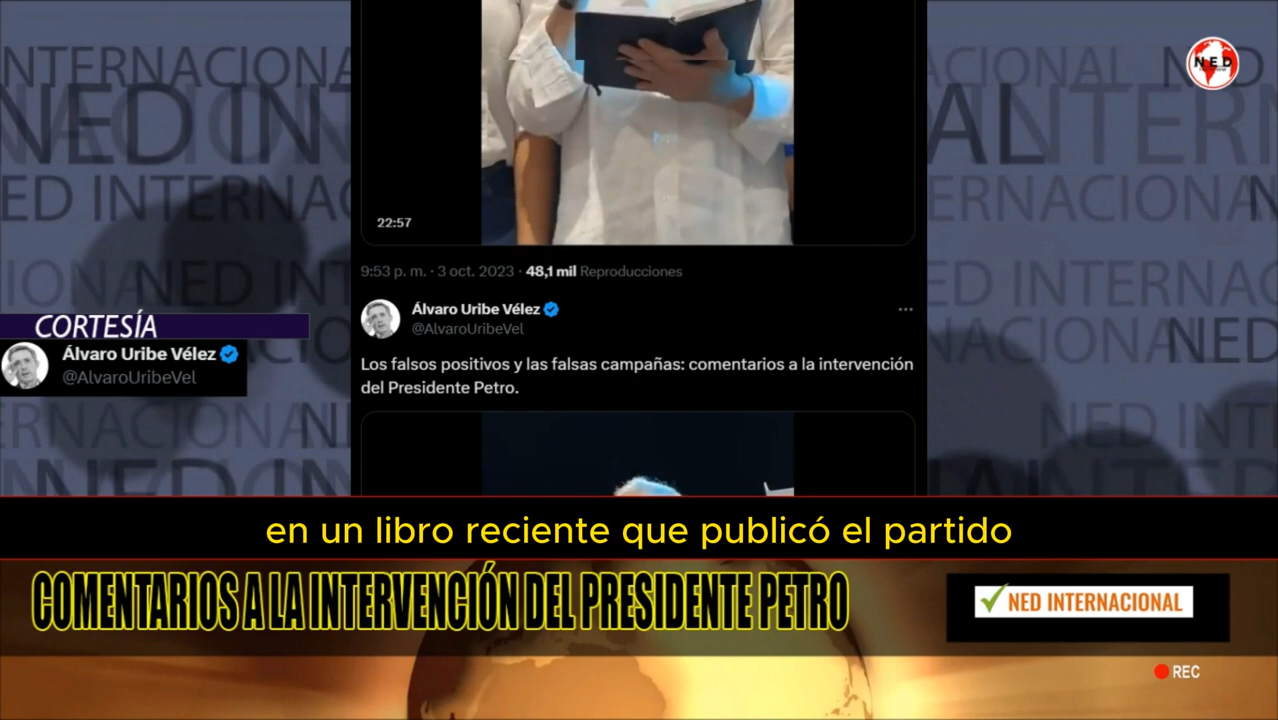 NED
22:57
9:53 p. m. · 3 oct. 2023 · 48,1 mil Reproducciones
Álvaro Uribe Vélez
@AlvaroUribeVel
Los falsos positivos y las falsas campañas: comentarios a la intervención
del Presidente Petro.
CORTESÍA
Álvaro Uribe Vélez
@AlvaroUribeVel
en un libro reciente que publicó el partido
COMENTARIOS A LA INTERVENCIÓN DEL PRESIDENTE PETRO
NED INTERNACIONAL
REC